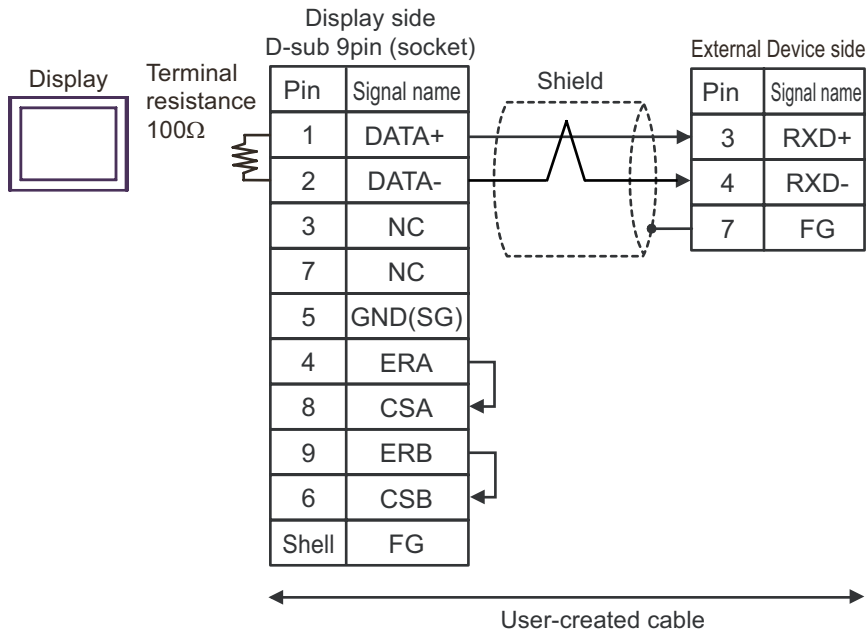 Display side
D-sub 9pin (socket)
External Device side
Display
Terminal
resistance
100Ω
Shield
Pin Signal name
1 DATA+
2 DATA-
3 NC
7 NC
5 GND(SG)
4 ERA
8 CSA
9 ERB
6 CSB
Shell FG
Pin Signal name
3 RXD+
4 RXD-
7 FG
User-created cable